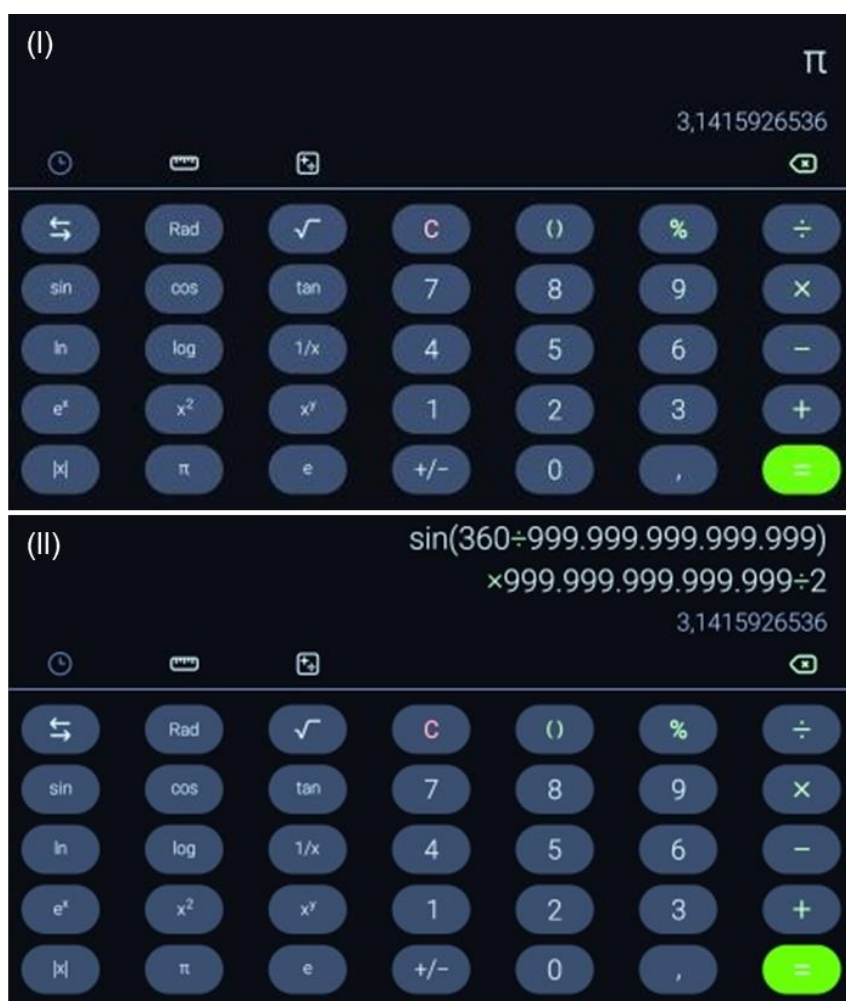 (I)
π
3,1415926536
Rad √ C () % ÷
sin cos tan 7 8 9 ×
ln log 1/x 4 5 6 −
eˣ x² xʸ 1 2 3 +
|x| π e +/− 0 , =
(II)
sin(360÷999.999.999.999.999)
×999.999.999.999.999÷2
3,1415926536
Rad √ C () % ÷
sin cos tan 7 8 9 ×
ln log 1/x 4 5 6 −
eˣ x² xʸ 1 2 3 +
|x| π e +/− 0 , =